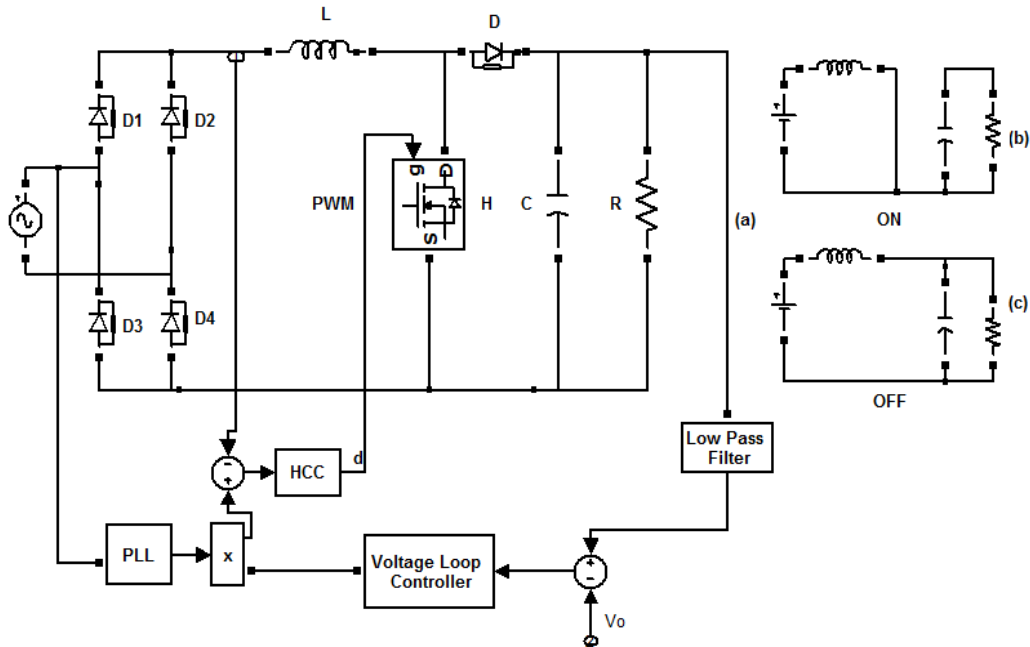 L
D
D1
D2
PWM
g
D
S
H
C
R
(a)
D3
D4
(b)
ON
(c)
OFF
Low Pass
Filter
-
+
HCC
d
PLL
x
Voltage Loop
Controller
+
-
Vo